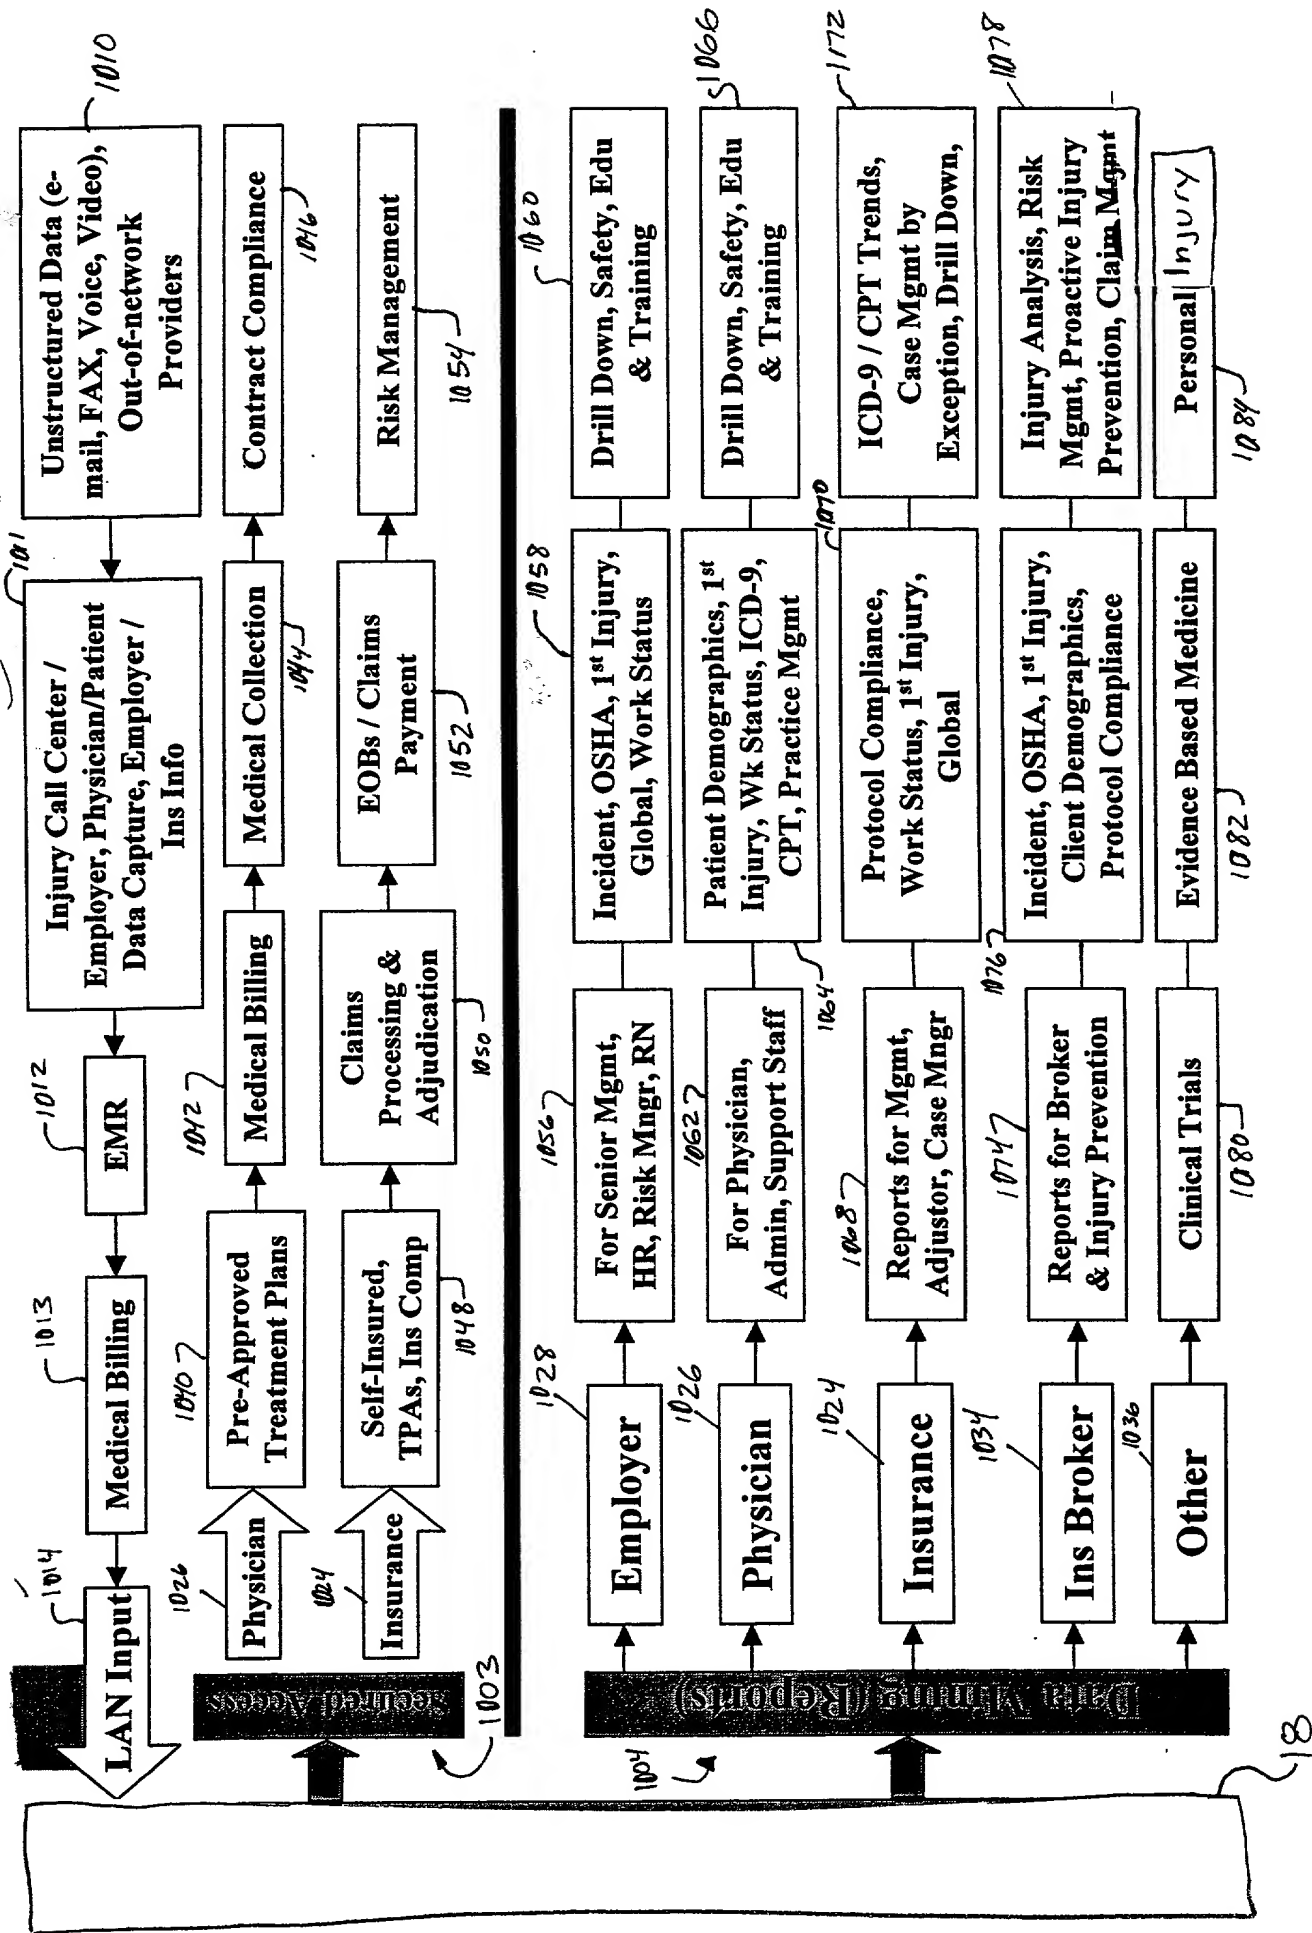 LAN Input
1014
Medical Billing
1013
EMR
1012
Injury Call Center /
Employer, Physician/Patient
Data Capture, Employer /
Ins Info
1011
Unstructured Data (e-
mail, FAX, Voice, Video),
Out-of-network
Providers
1010
Secured Access
1003
1026
Physician
1040
Pre-Approved
Treatment Plans
1042
Medical Billing
Medical Collection
1044
Contract Compliance
1046
1024
Insurance
Self-Insured,
TPAs, Ins Comp
1048
Claims
Processing &
Adjudication
1050
EOBs / Claims
Payment
1052
Risk Management
1054
1004
Data Mining (Reports)
1028
Employer
1056
For Senior Mgmt,
HR, Risk Mngr, RN
1058
Incident, OSHA, 1st Injury,
Global, Work Status
1060
Drill Down, Safety, Edu
& Training
1026
Physician
1062
For Physician,
Admin, Support Staff
Patient Demographics, 1st
Injury, Wk Status, ICD-9,
CPT, Practice Mgmt
1064
Drill Down, Safety, Edu
& Training
1066
1024
Insurance
1068
Reports for Mgmt,
Adjustor, Case Mngr
1070
Protocol Compliance,
Work Status, 1st Injury,
Global
ICD-9 / CPT Trends,
Case Mgmt by
Exception, Drill Down,
1172
1034
Ins Broker
1074
Reports for Broker
& Injury Prevention
1076
Incident, OSHA, 1st Injury,
Client Demographics,
Protocol Compliance
Injury Analysis, Risk
Mgmt, Proactive Injury
Prevention, Claim Mgmt
1078
1036
Other
Clinical Trials
1080
Evidence Based Medicine
1082
Personal Injury
1084
18